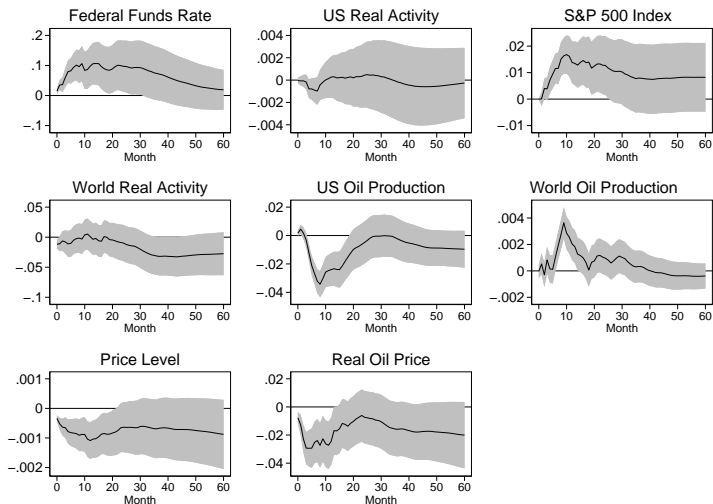 Federal Funds Rate
.2
.1
0
−.1
0 10 20 30 40 50 60
Month
US Real Activity
.004
.002
0
−.002
−.004
0 10 20 30 40 50 60
Month
S&P 500 Index
.02
.01
0
−.01
0 10 20 30 40 50 60
Month
World Real Activity
.05
0
−.05
−.1
0 10 20 30 40 50 60
Month
US Oil Production
.02
0
−.02
−.04
0 10 20 30 40 50 60
Month
World Oil Production
.004
.002
0
−.002
0 10 20 30 40 50 60
Month
Price Level
.001
0
−.001
−.002
0 10 20 30 40 50 60
Month
Real Oil Price
.02
0
−.02
−.04
0 10 20 30 40 50 60
Month